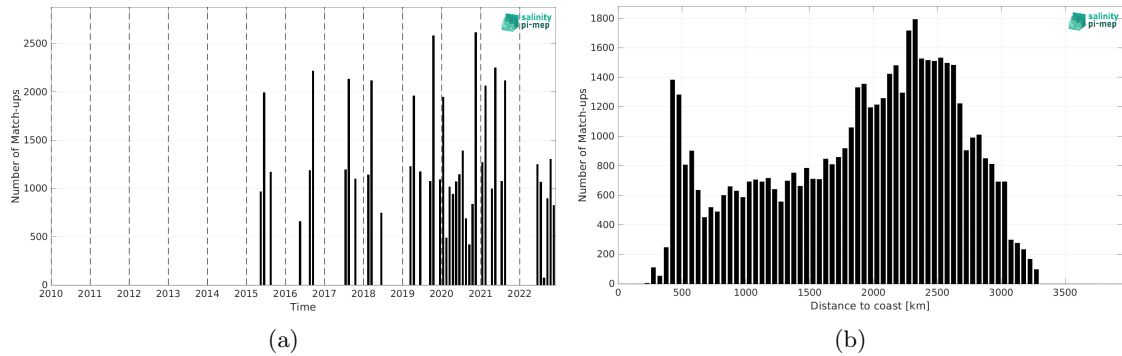 salinity
pi-mep
2500
2000
1500
1000
500
0
Number of Match-ups
2010 2011 2012 2013 2014 2015 2016 2017 2018 2019 2020 2021 2022
Time
(a)
salinity
pi-mep
1800
1600
1400
1200
1000
800
600
400
200
0
Number of Match-ups
0 500 1000 1500 2000 2500 3000 3500
Distance to coast [km]
(b)